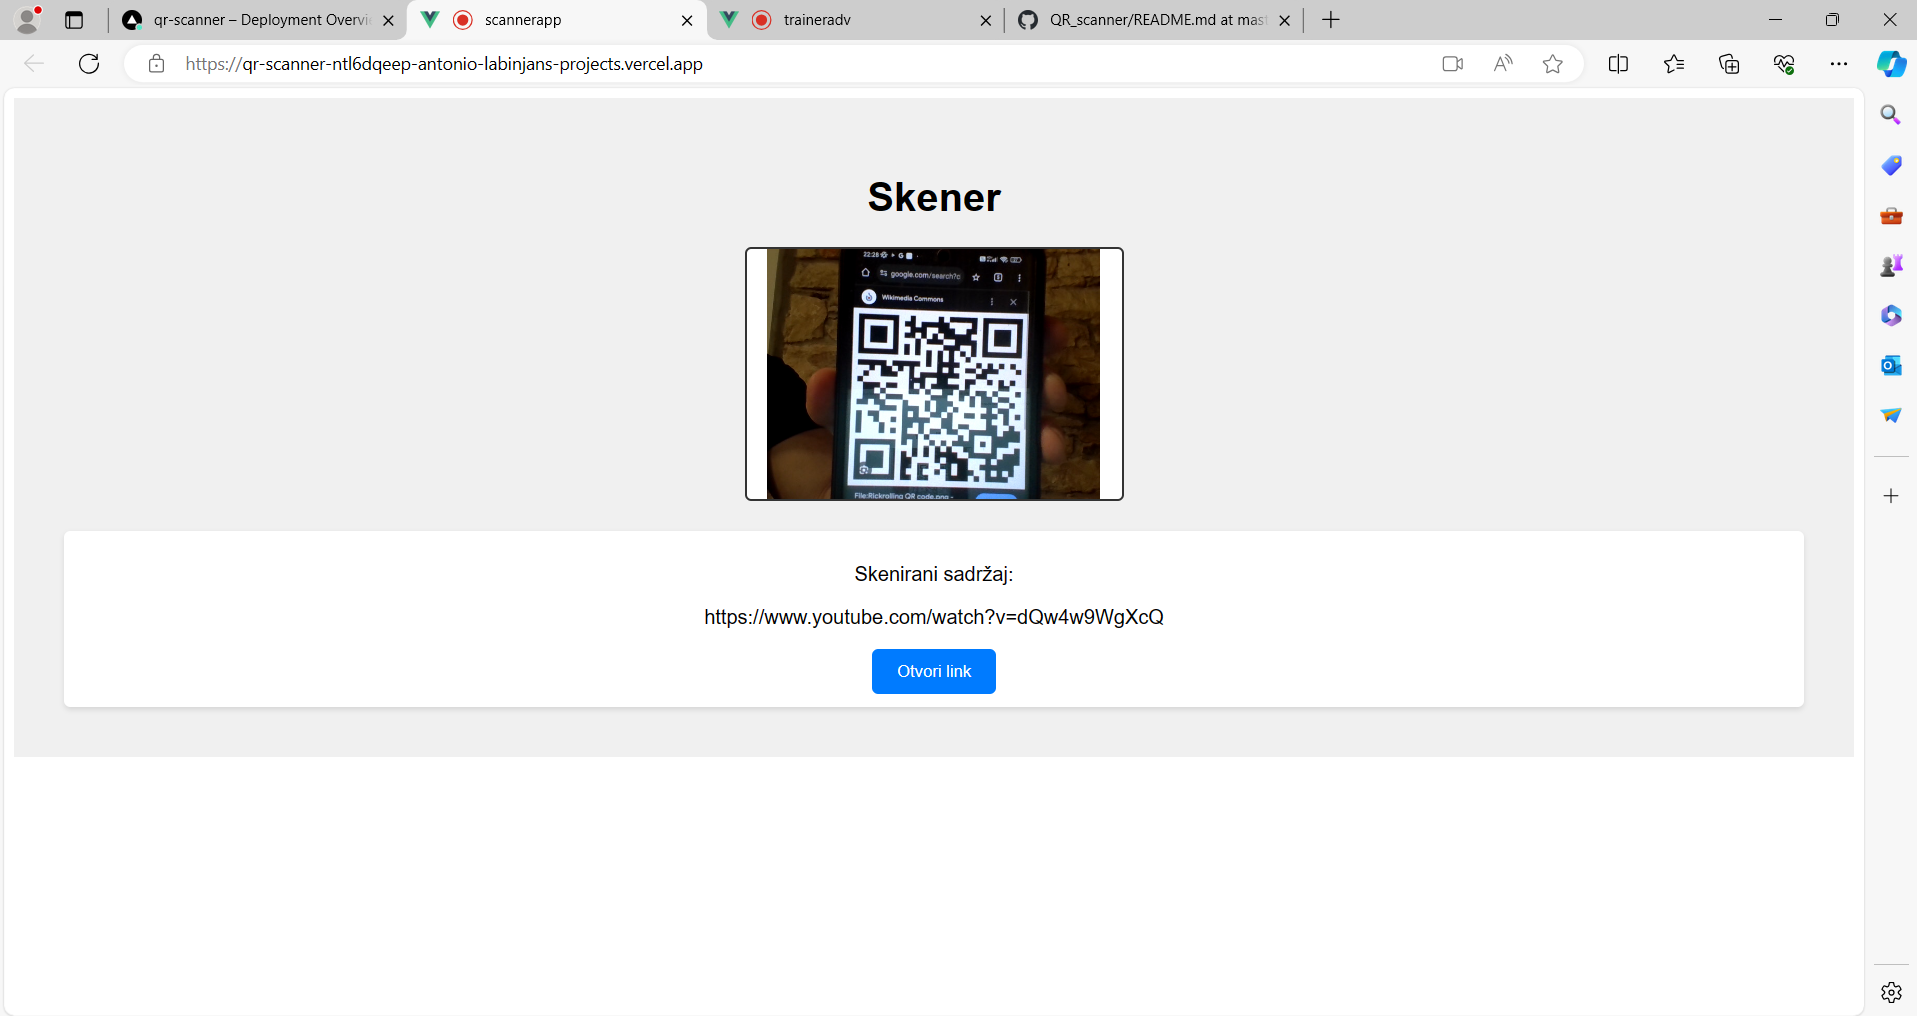 qr-scanner – Deployment Overvi
scannerapp
traineradv
QR_scanner/README.md at mast
https://qr-scanner-ntl6dqeep-antonio-labinjans-projects.vercel.app
Skener
22:28
google.com/search?c
Wikimedia Commons
File:Rickrolling QR code.png -
Skenirani sadržaj:
https://www.youtube.com/watch?v=dQw4w9WgXcQ
Otvori link